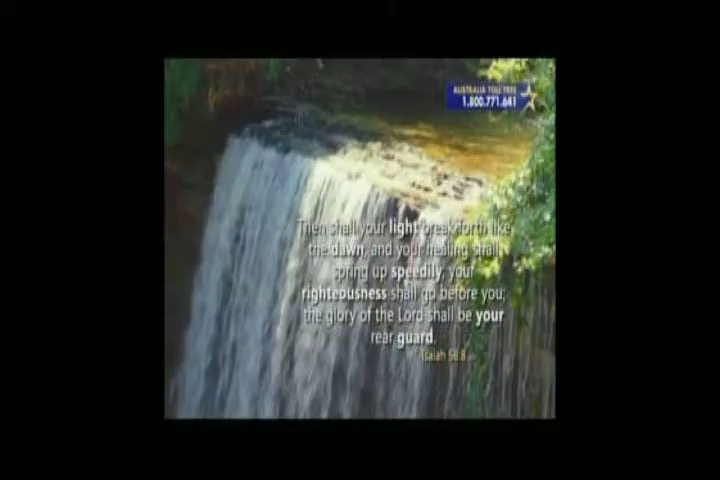 AUSTRALIA TOLL FREE
1.800.771.641
Then shall your light break forth like
the dawn, and your healing shall
spring up speedily, your
righteousness shall go before you;
the glory of the Lord shall be your
rear guard.
Isaiah 58:8